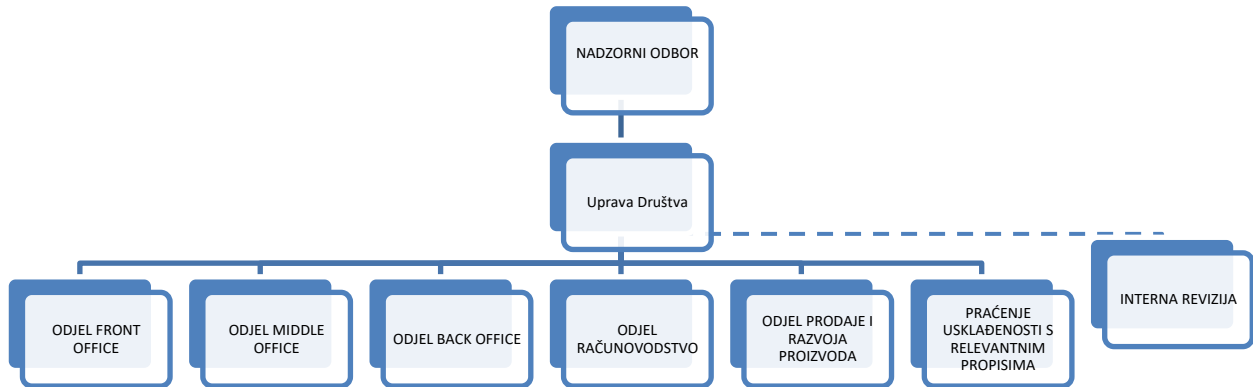 NADZORNI ODBOR
Uprava Društva
ODJEL FRONT
OFFICE
ODJEL MIDDLE
OFFICE
ODJEL BACK OFFICE
ODJEL
RAČUNOVODSTVO
ODJEL PRODAJE I
RAZVOJA
PROIZVODA
PRAĆENJE
USKLAĐENOSTI S
RELEVANTNIM
PROPISIMA
INTERNA REVIZIJA